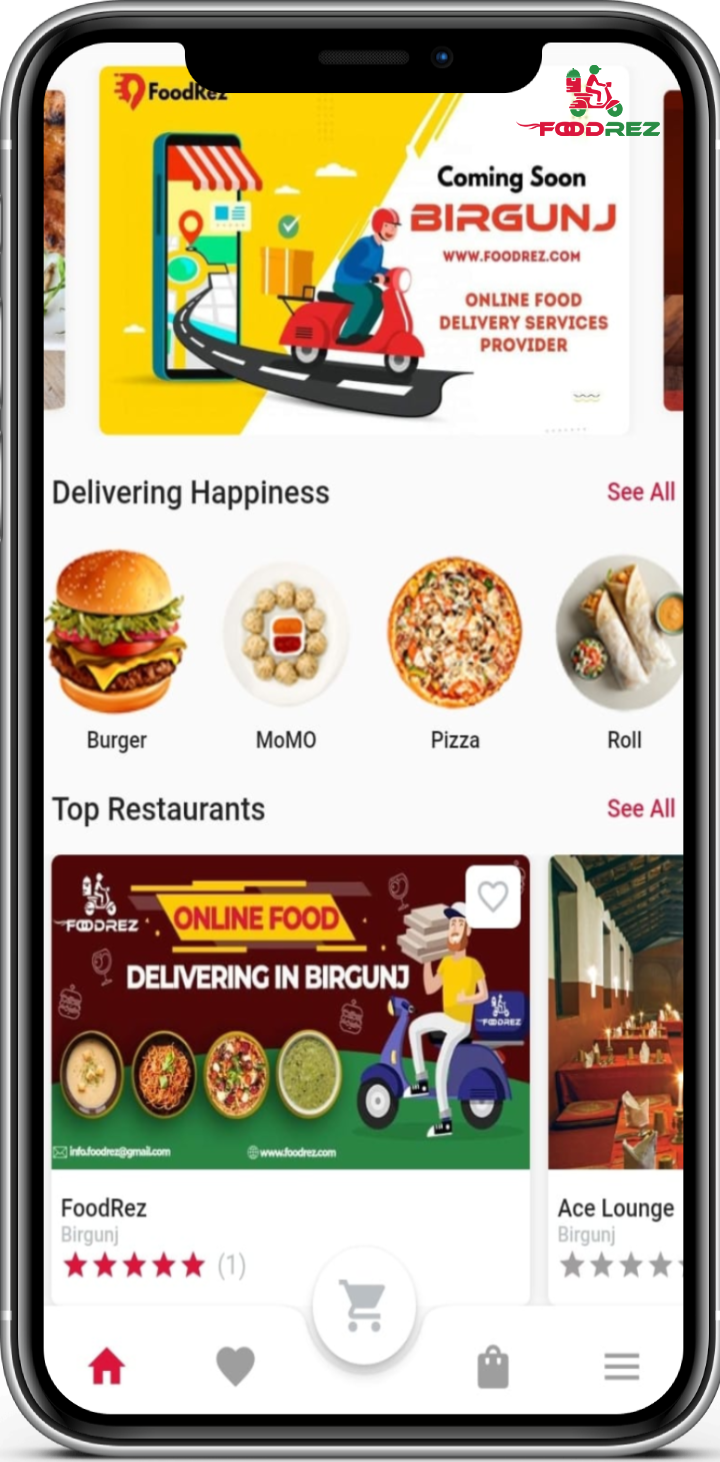 FoodRez
FOODREZ
Coming Soon
BIRGUNJ
WWW.FOODREZ.COM
ONLINE FOOD
DELIVERY SERVICES
PROVIDER
Delivering Happiness
See All
Burger
MoMO
Pizza
Roll
Top Restaurants
See All
FOODREZ
ONLINE FOOD
DELIVERING IN BIRGUNJ
FOODREZ
info.foodrez@gmail.com
www.foodrez.com
FoodRez
Birgunj
(1)
Ace Lounge
Birgunj